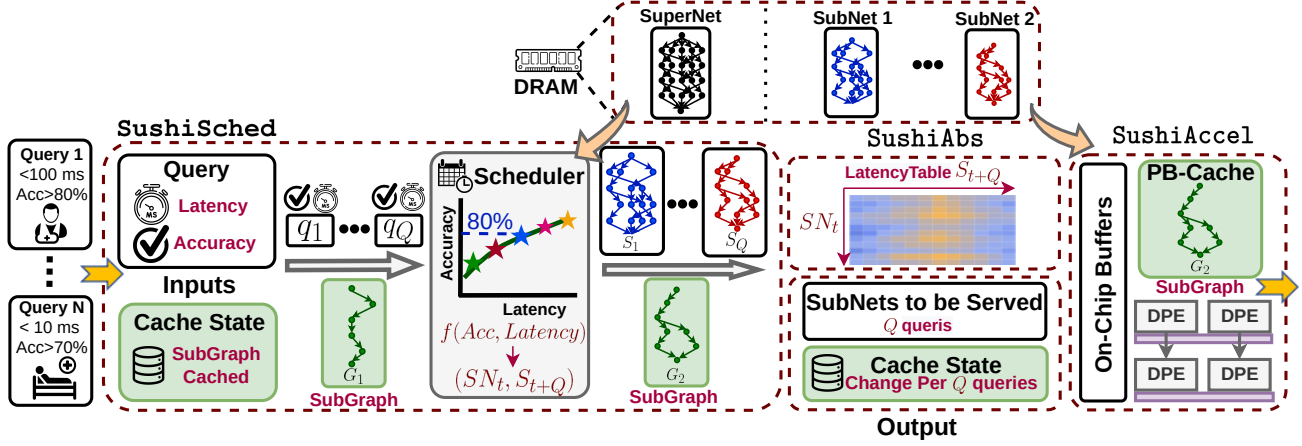 SuperNet
SubNet 1
SubNet 2
DRAM
SushiSched
SushiAbs
SushiAccel
Query 1
<100 ms
Acc>80%
Query N
< 10 ms
Acc>70%
Query
MS
Latency
Accuracy
Inputs
Cache State
SubGraph
Cached
MS
MS
q1
qQ
G1
SubGraph
Scheduler
Accuracy
80%
Latency
f(Acc, Latency)
(SNt, St+Q)
S1
SQ
G2
SubGraph
LatencyTable St+Q
SNt
SubNets to be Served
Q queris
Cache State
Change Per Q queries
Output
On-Chip Buffers
PB-Cache
G2
SubGraph
DPE
DPE
DPE
DPE